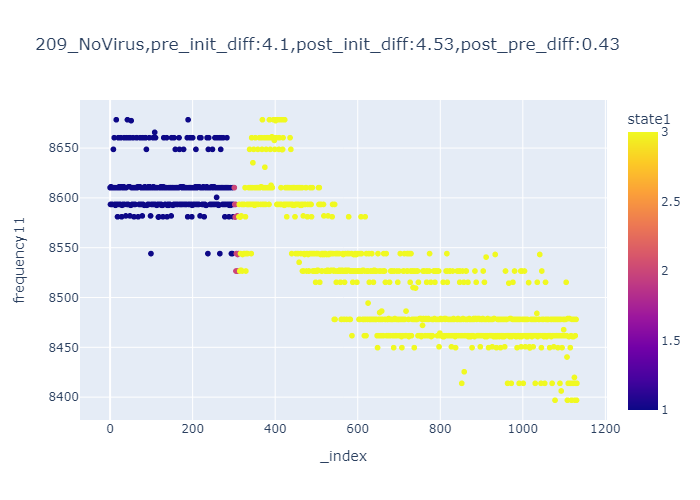 209_NoVirus,pre_init_diff:4.1,post_init_diff:4.53,post_pre_diff:0.43
state1
3
2.5
2
1.5
1
frequency11
8650
8600
8550
8500
8450
8400
0 200 400 600 800 1000 1200
_index